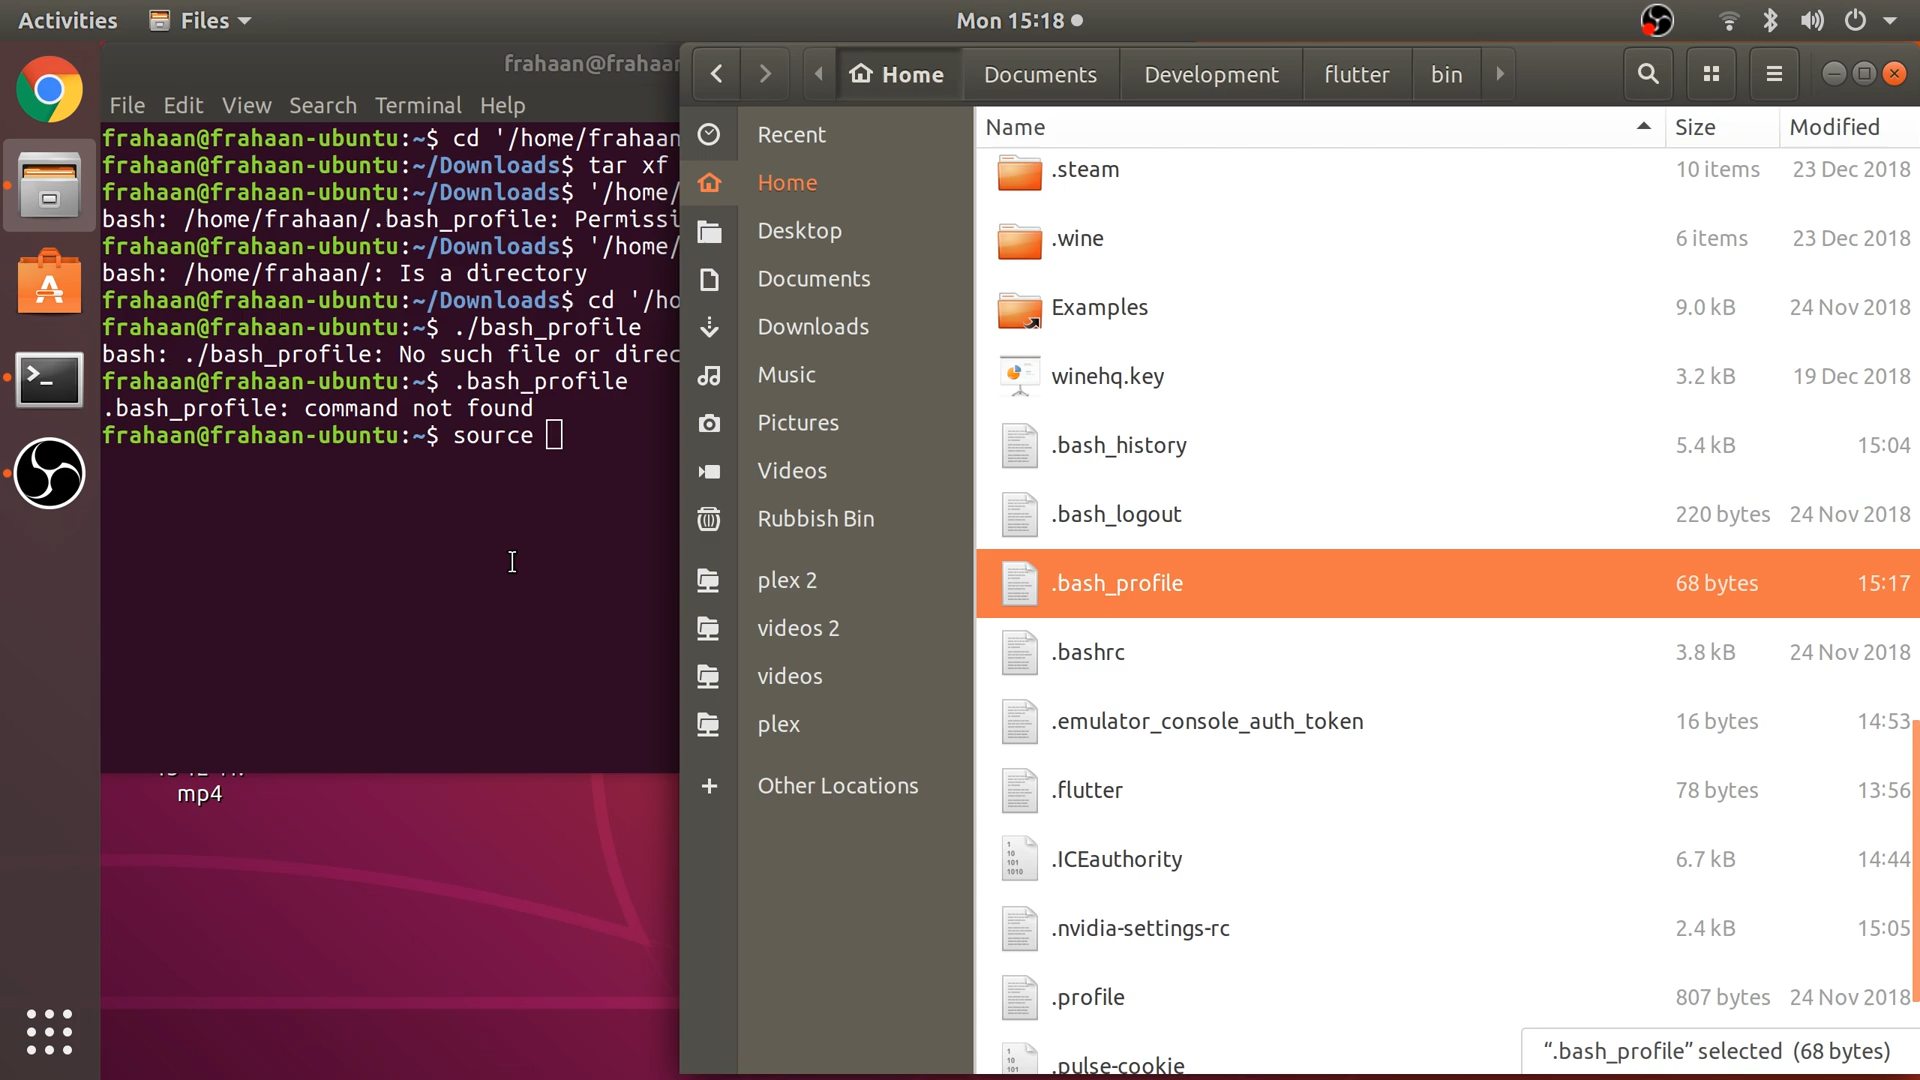 Activities
Files
Mon 15:18
frahaan@frahaan
File Edit View Search Terminal Help
frahaan@frahaan-ubuntu:~$ cd '/home/frahaan
frahaan@frahaan-ubuntu:~/Downloads$ tar xf
frahaan@frahaan-ubuntu:~/Downloads$ '/home/
bash: /home/frahaan/.bash_profile: Permissi
frahaan@frahaan-ubuntu:~/Downloads$ '/home/
bash: /home/frahaan/: Is a directory
frahaan@frahaan-ubuntu:~/Downloads$ cd '/ho
frahaan@frahaan-ubuntu:~$ ./bash_profile
bash: ./bash_profile: No such file or direc
frahaan@frahaan-ubuntu:~$ .bash_profile
.bash_profile: command not found
frahaan@frahaan-ubuntu:~$ source
mp4
Home Documents Development flutter bin
Recent
Home
Desktop
Documents
Downloads
Music
Pictures
Videos
Rubbish Bin
plex 2
videos 2
videos
plex
+ Other Locations
Name Size Modified
.steam 10 items 23 Dec 2018
.wine 6 items 23 Dec 2018
Examples 9.0 kB 24 Nov 2018
winehq.key 3.2 kB 19 Dec 2018
.bash_history 5.4 kB 15:04
.bash_logout 220 bytes 24 Nov 2018
.bash_profile 68 bytes 15:17
.bashrc 3.8 kB 24 Nov 2018
.emulator_console_auth_token 16 bytes 14:53
.flutter 78 bytes 13:56
.ICEauthority 6.7 kB 14:44
.nvidia-settings-rc 2.4 kB 15:05
.profile 807 bytes 24 Nov 2018
.pulse-cookie
“.bash_profile” selected (68 bytes)